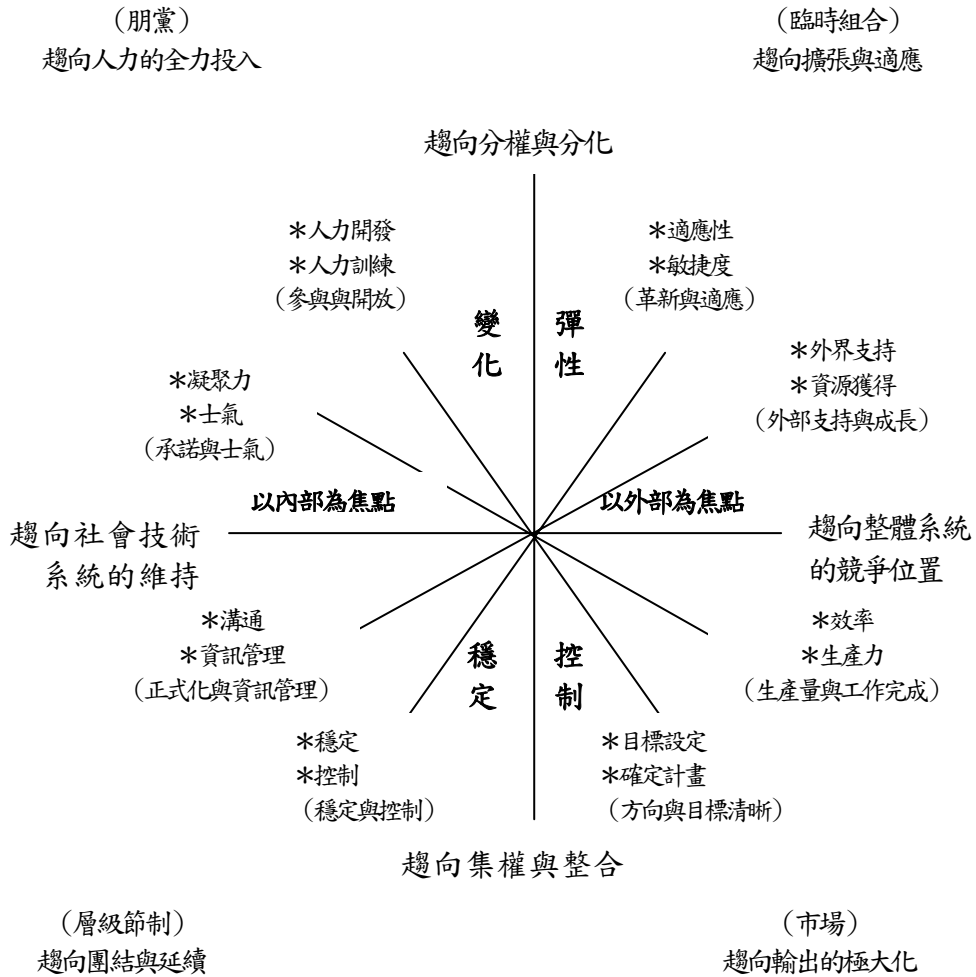 （朋黨）
趨向人力的全力投入
（臨時組合）
趨向擴張與適應
趨向分權與分化
＊人力開發
＊人力訓練
（參與與開放）
＊適應性
＊敏捷度
（革新與適應）
變化
彈性
＊凝聚力
＊士氣
（承諾與士氣）
＊外界支持
＊資源獲得
（外部支持與成長）
以內部為焦點
以外部為焦點
趨向社會技術
系統的維持
趨向整體系統
的競爭位置
＊溝通
＊資訊管理
（正式化與資訊管理）
穩定
控制
＊效率
＊生產力
（生產量與工作完成）
＊穩定
＊控制
（穩定與控制）
＊目標設定
＊確定計畫
（方向與目標清晰）
趨向集權與整合
（層級節制）
趨向團結與延續
（市場）
趨向輸出的極大化